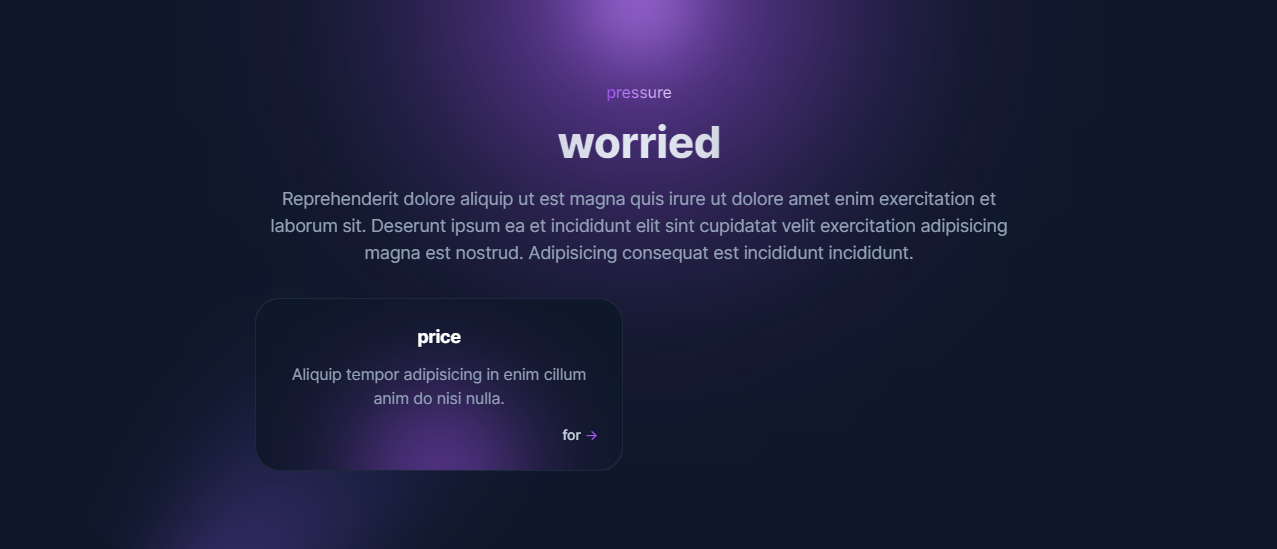 pressure
worried
Reprehenderit dolore aliquip ut est magna quis irure ut dolore amet enim exercitation et
laborum sit. Deserunt ipsum ea et incididunt elit sint cupidatat velit exercitation adipisicing
magna est nostrud. Adipisicing consequat est incididunt incididunt.
price
Aliquip tempor adipisicing in enim cillum
anim do nisi nulla.
for →